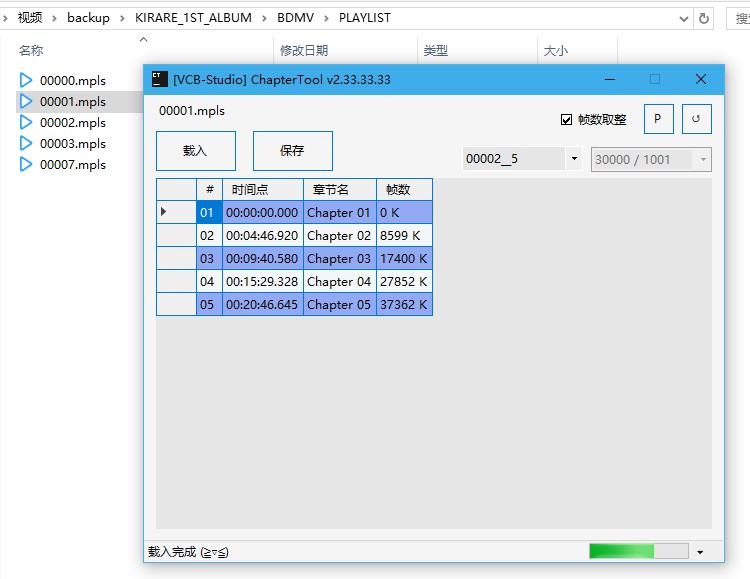 视频 backup KIRARE_1ST_ALBUM BDMV PLAYLIST
名称 修改日期 类型 大小
00000.mpls
00001.mpls
00002.mpls
00003.mpls
00007.mpls
[VCB-Studio] ChapterTool v2.33.33.33
00001.mpls
载入 保存 帧数取整 P ↺
00002__5 30000 / 1001
# 时间点 章节名 帧数
01 00:00:00.000 Chapter 01 0 K
02 00:04:46.920 Chapter 02 8599 K
03 00:09:40.580 Chapter 03 17400 K
04 00:15:29.328 Chapter 04 27852 K
05 00:20:46.645 Chapter 05 37362 K
载入完成 (≧▽≦)